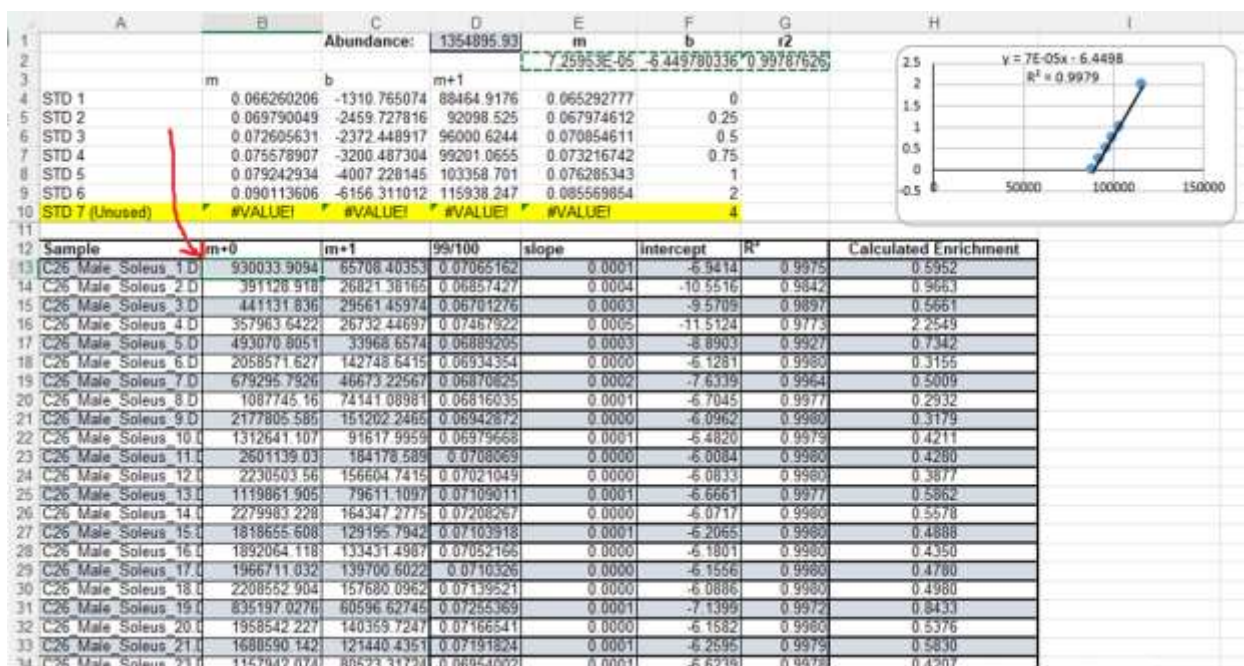 A B C D E F G H I
1 Abundance: 1354895.93 m b r2
2 7.25953E-05 -6.449780336 0.99787626
3 m b m+1
4 STD 1 0.066260206 -1310.765074 88464.9176 0.065292777 0
5 STD 2 0.069790049 -2459.727816 92098.525 0.067974612 0.25
6 STD 3 0.072605631 -2372.448917 96000.6244 0.070854611 0.5
7 STD 4 0.075578907 -3200.487304 99201.0655 0.073216742 0.75
8 STD 5 0.079242934 -4007.228145 103358.701 0.076285343 1
9 STD 6 0.090113606 -6156.311012 115938.247 0.085569854 2
10 STD 7 (Unused) #VALUE! #VALUE! #VALUE! #VALUE! 4
y = 7E-05x - 6.4498
R² = 0.9979
2.5
2
1.5
1
0.5
0
-0.5 0 50000 100000 150000
11
12 Sample m+0 m+1 99/100 slope intercept R² Calculated Enrichment
13 C26_Male_Soleus_1.D 930033.9094 65708.40353 0.07065162 0.0001 -6.9414 0.9975 0.5952
14 C26_Male_Soleus_2.D 391128.918 26821.38165 0.06857427 0.0004 -10.5516 0.9842 0.9663
15 C26_Male_Soleus_3.D 441131.836 29561.45974 0.06701276 0.0003 -9.5709 0.9897 0.5661
16 C26_Male_Soleus_4.D 357963.6422 26732.44697 0.07467922 0.0005 -11.5124 0.9773 2.2549
17 C26_Male_Soleus_5.D 493070.8051 33968.6574 0.06889205 0.0003 -8.8903 0.9927 0.7342
18 C26_Male_Soleus_6.D 2058571.627 142748.6415 0.06934354 0.0000 -6.1281 0.9980 0.3155
19 C26_Male_Soleus_7.D 679295.7926 46673.22567 0.06870825 0.0002 -7.6339 0.9964 0.5009
20 C26_Male_Soleus_8.D 1087745.16 74141.08981 0.06816035 0.0001 -6.7045 0.9977 0.2932
21 C26_Male_Soleus_9.D 2177805.585 151202.2465 0.06942872 0.0000 -6.0962 0.9980 0.3179
22 C26_Male_Soleus_10.D 1312641.107 91617.9959 0.06979668 0.0001 -6.4820 0.9979 0.4211
23 C26_Male_Soleus_11.D 2601139.03 184178.589 0.0708069 0.0000 -6.0084 0.9980 0.4280
24 C26_Male_Soleus_12.D 2230503.56 156604.7415 0.07021049 0.0000 -6.0833 0.9980 0.3877
25 C26_Male_Soleus_13.D 1119861.905 79611.1097 0.07109011 0.0001 -6.6661 0.9977 0.5862
26 C26_Male_Soleus_14.D 2279983.228 164347.2775 0.07208267 0.0000 -6.0717 0.9980 0.5578
27 C26_Male_Soleus_15.D 1818655.608 129195.7942 0.07103918 0.0001 -6.2065 0.9980 0.4888
28 C26_Male_Soleus_16.D 1892064.118 133431.4987 0.07052166 0.0000 -6.1801 0.9980 0.4350
29 C26_Male_Soleus_17.D 1966711.032 139700.6022 0.0710326 0.0000 -6.1556 0.9980 0.4780
30 C26_Male_Soleus_18.D 2208552.904 157680.0962 0.07139521 0.0000 -6.0886 0.9980 0.4980
31 C26_Male_Soleus_19.D 835197.0276 60596.62745 0.07255369 0.0001 -7.1399 0.9972 0.8433
32 C26_Male_Soleus_20.D 1958542.227 140359.7247 0.07166541 0.0000 -6.1582 0.9980 0.5376
33 C26_Male_Soleus_21.D 1688590.142 121440.4351 0.07191824 0.0001 -6.2595 0.9979 0.5830
34 C26_Male_Soleus_23.D 1157942.074 80523.31724 0.06954002 0.0001 -6.6239 0.9978 0.4207